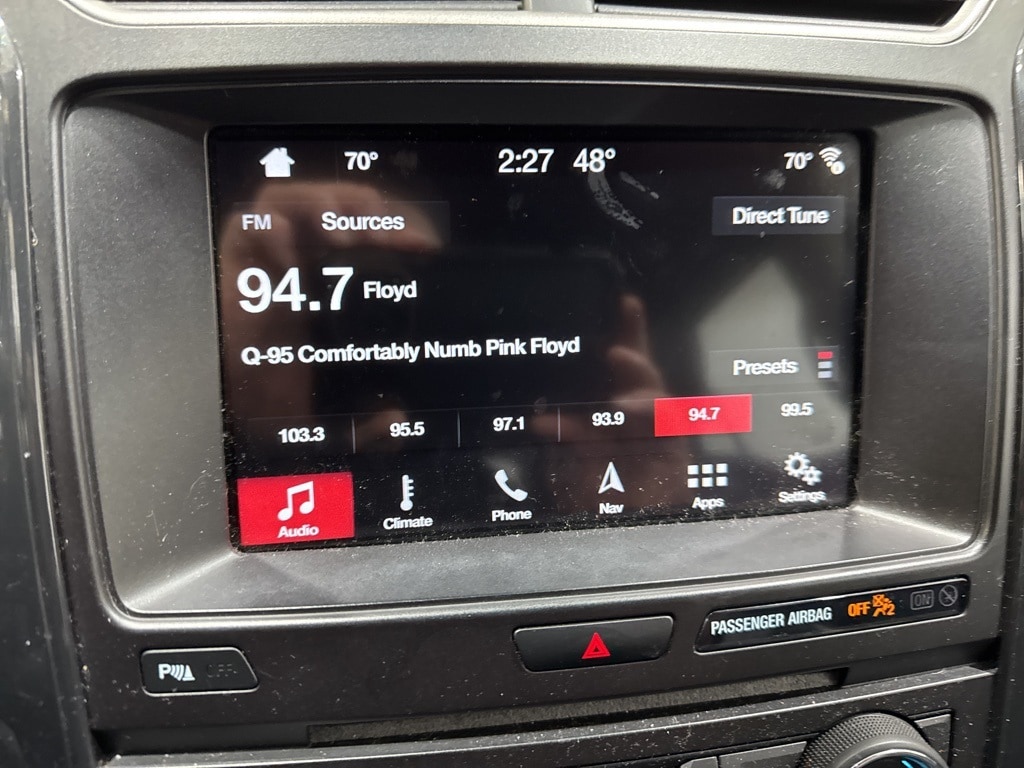 70° 2:27 48° 70°
FM Sources Direct Tune
94.7 Floyd
Q-95 Comfortably Numb Pink Floyd
Presets
103.3 95.5 97.1 93.9 94.7 99.5
Audio Climate Phone Nav Apps Settings
PASSENGER AIRBAG OFF 2 ON
P OFF